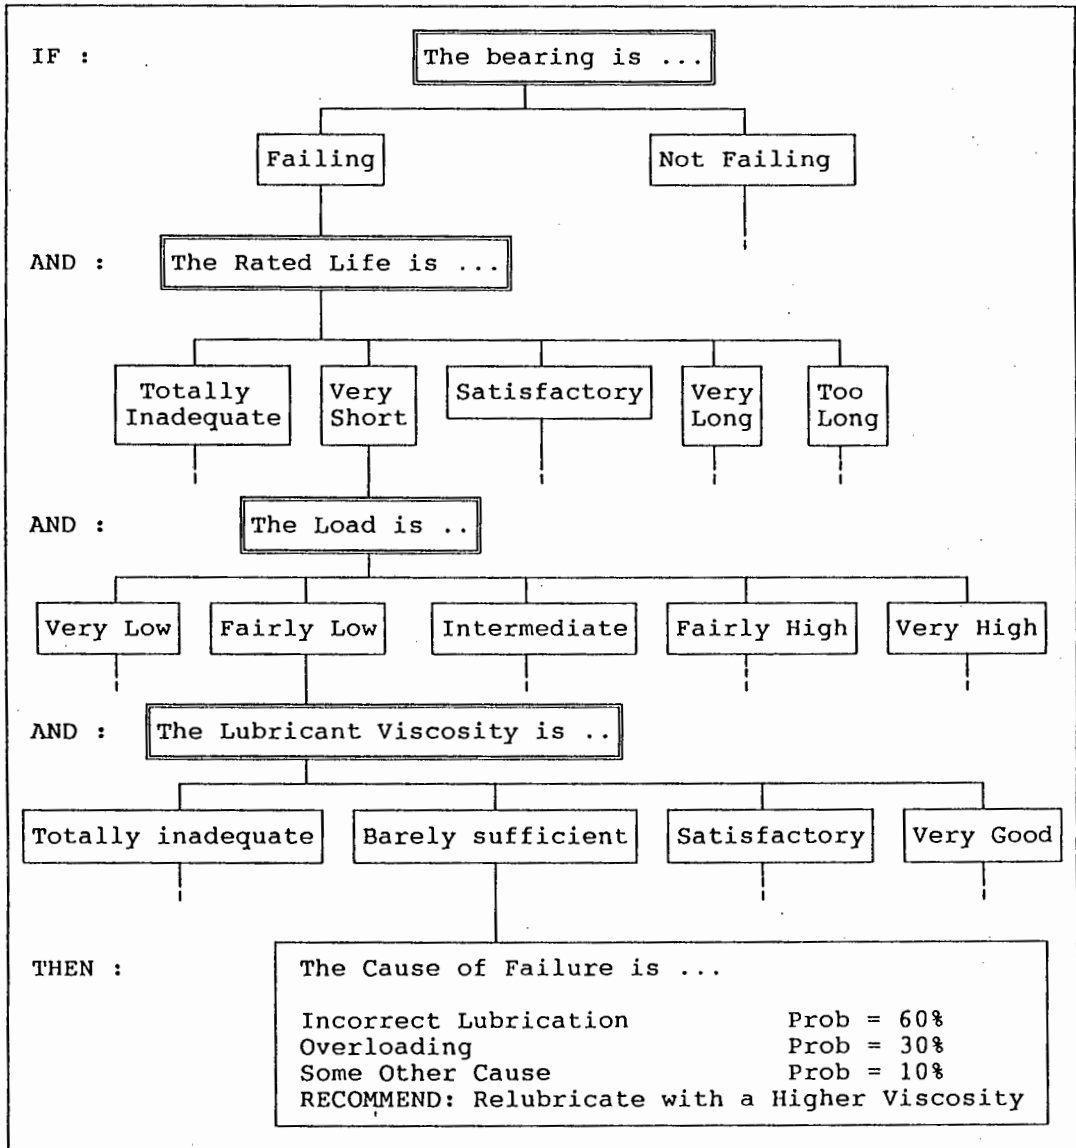 IF :
The bearing is ...
Failing
Not Failing
AND :
The Rated Life is ...
Totally
Inadequate
Very
Short
Satisfactory
Very
Long
Too
Long
AND :
The Load is ..
Very Low
Fairly Low
Intermediate
Fairly High
Very High
AND :
The Lubricant Viscosity is ..
Totally inadequate
Barely sufficient
Satisfactory
Very Good
THEN :
The Cause of Failure is ...
Incorrect Lubrication Prob = 60%
Overloading Prob = 30%
Some Other Cause Prob = 10%
RECOMMEND: Relubricate with a Higher Viscosity